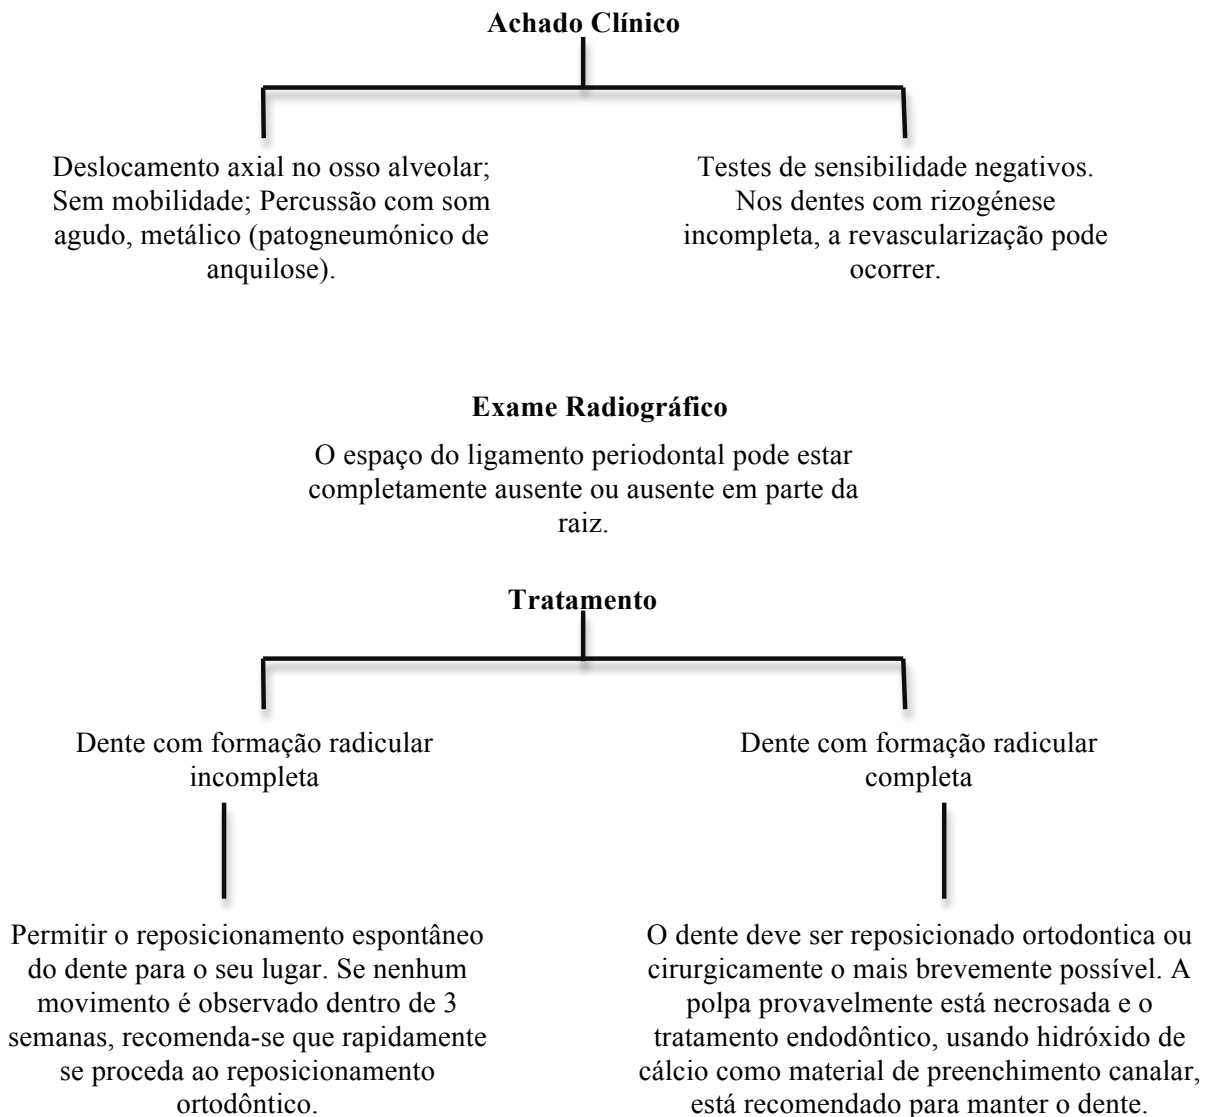 Achado Clínico
Deslocamento axial no osso alveolar;
Sem mobilidade; Percussão com som
agudo, metálico (patogneumónico de
anquilose).
Testes de sensibilidade negativos.
Nos dentes com rizogénese
incompleta, a revascularização pode
ocorrer.
Exame Radiográfico
O espaço do ligamento periodontal pode estar
completamente ausente ou ausente em parte da
raiz.
Tratamento
Dente com formação radicular
incompleta
Dente com formação radicular
completa
Permitir o reposicionamento espontâneo
do dente para o seu lugar. Se nenhum
movimento é observado dentro de 3
semanas, recomenda-se que rapidamente
se proceda ao reposicionamento
ortodôntico.
O dente deve ser reposicionado ortodontica ou
cirurgicamente o mais brevemente possível. A
polpa provavelmente está necrosada e o
tratamento endodôntico, usando hidróxido de
cálcio como material de preenchimento canalar,
está recomendado para manter o dente.